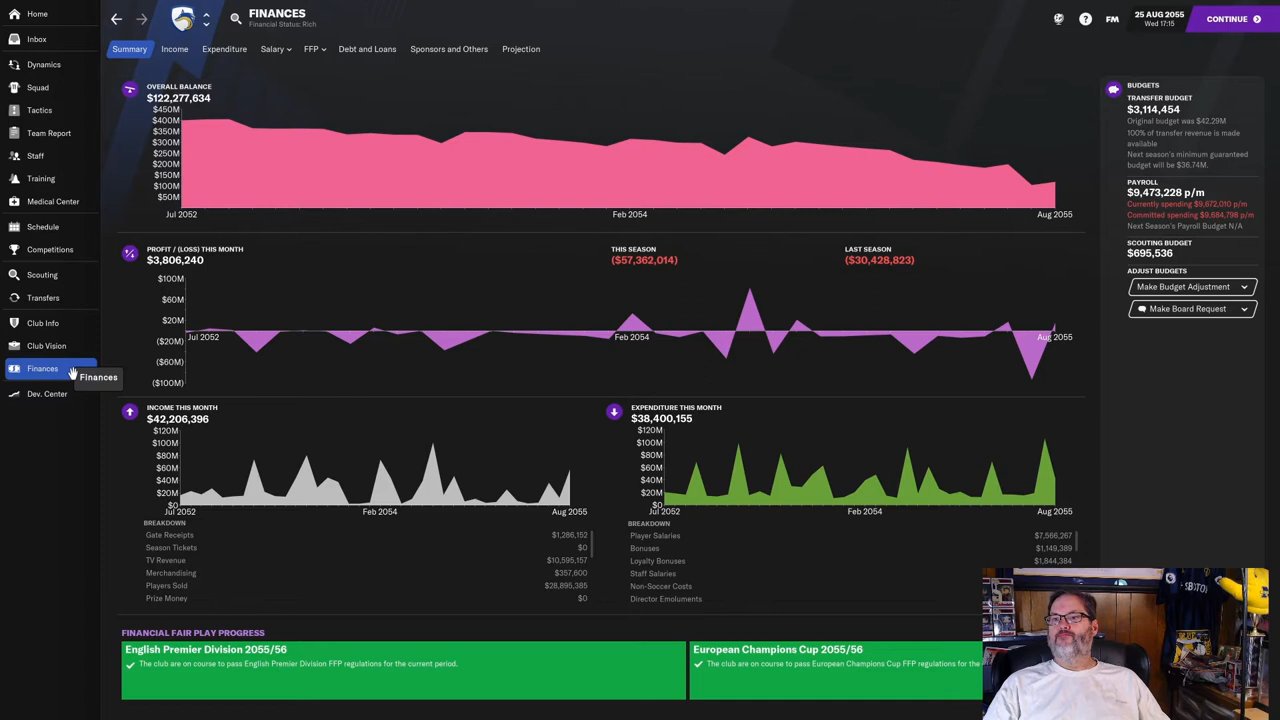 Home
Inbox
Dynamics
Squad
Tactics
Team Report
Staff
Training
Medical Center
Schedule
Competitions
Scouting
Transfers
Club Info
Club Vision
Finances
Finances
Dev. Center
FINANCES
Financial Status: Rich
?
FM
25 AUG 2055
Wed 17:15
CONTINUE
Summary
Income
Expenditure
Salary
FFP
Debt and Loans
Sponsors and Others
Projection
OVERALL BALANCE
$122,277,634
$450M
$400M
$350M
$300M
$250M
$200M
$150M
$100M
$50M
Jul 2052
Feb 2054
Aug 2055
PROFIT / (LOSS) THIS MONTH
$3,806,240
THIS SEASON
($57,362,014)
LAST SEASON
($30,428,823)
$100M
$60M
$20M
($20M)
($60M)
($100M)
Jul 2052
Feb 2054
Aug 2055
INCOME THIS MONTH
$42,206,396
$120M
$100M
$80M
$60M
$40M
$20M
$0
Jul 2052
Feb 2054
Aug 2055
BREAKDOWN
Gate Receipts $1,286,152
Season Tickets $0
TV Revenue $10,595,157
Merchandising $357,600
Players Sold $28,895,385
Prize Money $0
EXPENDITURE THIS MONTH
$38,400,155
$120M
$100M
$80M
$60M
$40M
$20M
$0
Jul 2052
Feb 2054
Aug 2055
BREAKDOWN
Player Salaries $7,566,267
Bonuses $1,149,389
Loyalty Bonuses $1,844,384
Staff Salaries
Non-Soccer Costs
Director Emoluments
FINANCIAL FAIR PLAY PROGRESS
English Premier Division 2055/56
The club are on course to pass English Premier Division FFP regulations for the current period.
European Champions Cup 2055/56
The club are on course to pass European Champions Cup FFP regulations for the
BUDGETS
TRANSFER BUDGET
$3,114,454
Original budget was $42.29M
100% of transfer revenue is made
available
Next season's minimum guaranteed
budget will be $36.74M.
PAYROLL
$9,473,228 p/m
Currently spending $9,672,010 p/m
Committed spending $9,684,798 p/m
Next Season's Payroll Budget N/A
SCOUTING BUDGET
$695,536
ADJUST BUDGETS
Make Budget Adjustment
Make Board Request